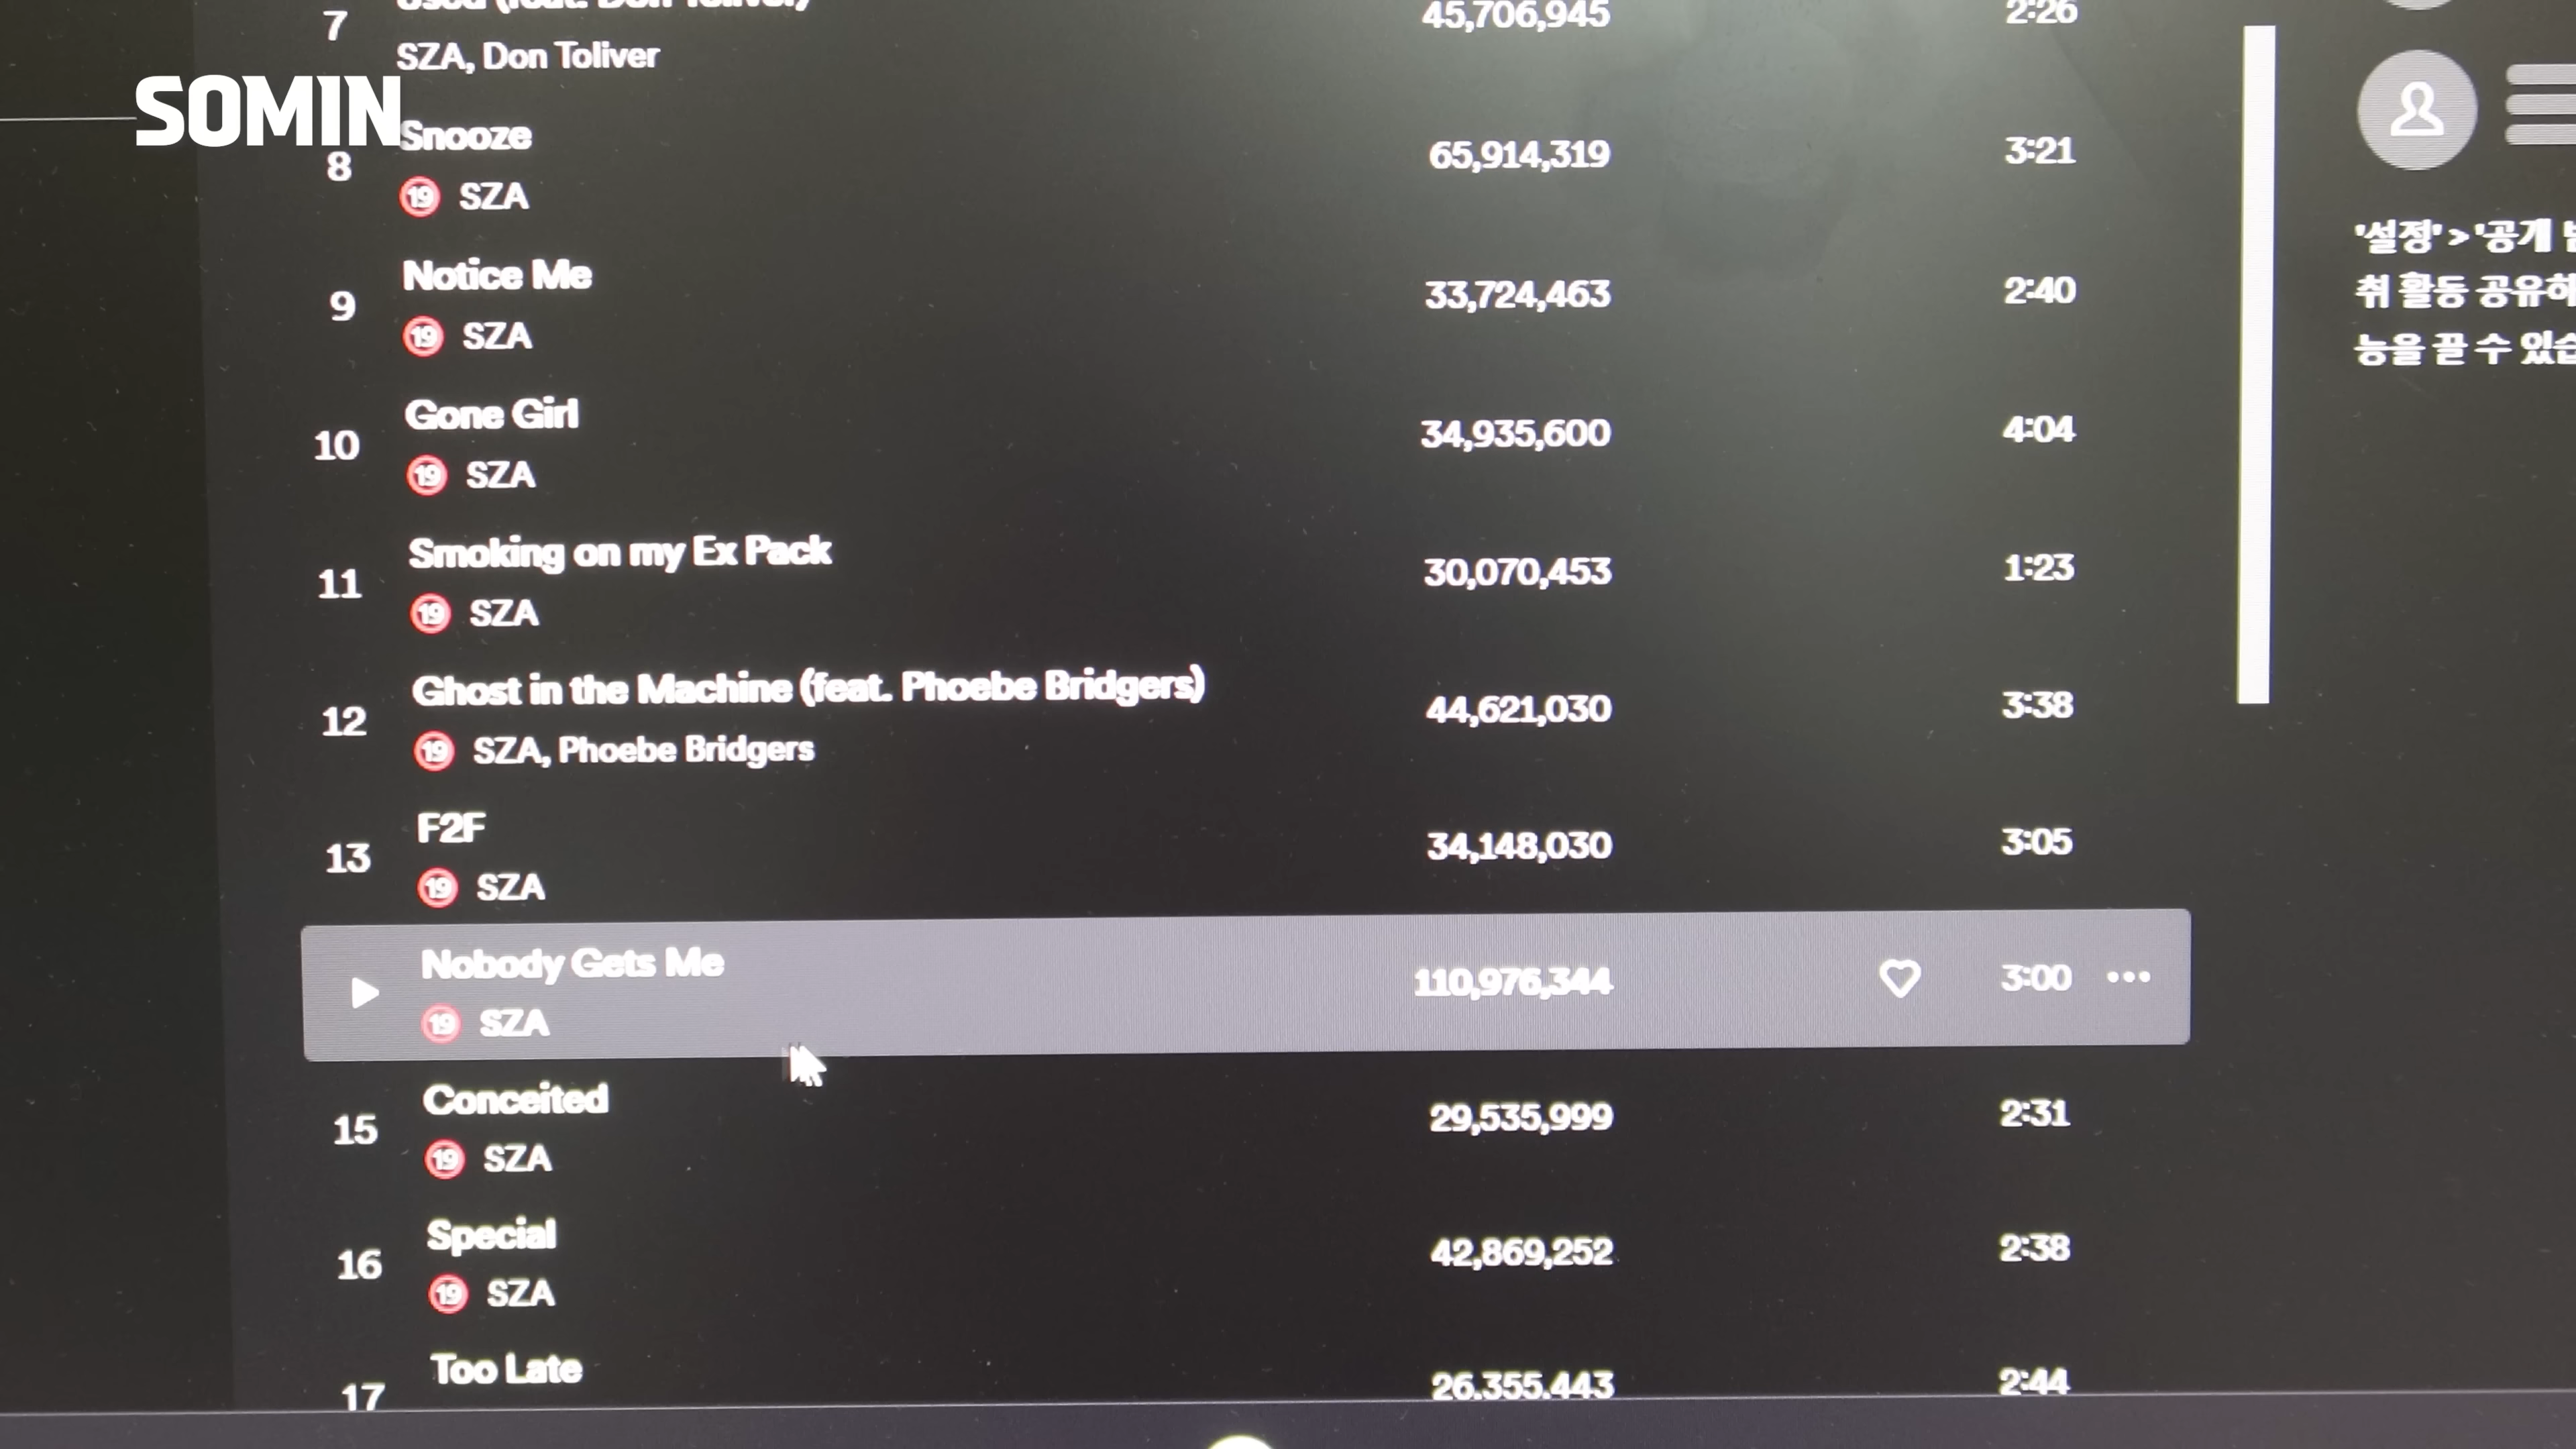 7
Used (feat. Don Toliver)
45,706,945
2:26
SZA, Don Toliver
SOMIN
8
Snooze
65,914,319
3:21
19 SZA
9
Notice Me
33,724,463
2:40
19 SZA
10
Gone Girl
34,935,600
4:04
19 SZA
11
Smoking on my Ex Pack
30,070,453
1:23
19 SZA
12
Ghost in the Machine (feat. Phoebe Bridgers)
44,621,030
3:38
19 SZA, Phoebe Bridgers
13
F2F
34,148,030
3:05
19 SZA
Nobody Gets Me
110,976,344
3:00
19 SZA
15
Conceited
29,535,999
2:31
19 SZA
16
Special
42,869,252
2:38
19 SZA
17
Too Late
26,355,443
2:44
'설정' > '공개
취 활동 공유하
능을 끌 수 있습